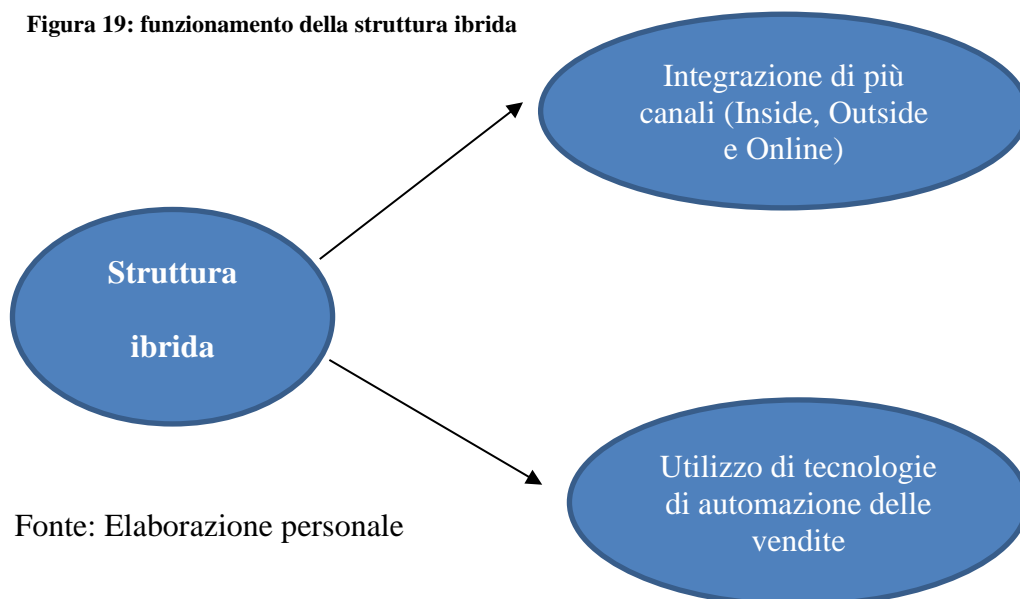 Figura 19: funzionamento della struttura ibrida
Integrazione di più
canali (Inside, Outside
e Online)
Struttura
ibrida
Utilizzo di tecnologie
di automazione delle
vendite
Fonte: Elaborazione personale